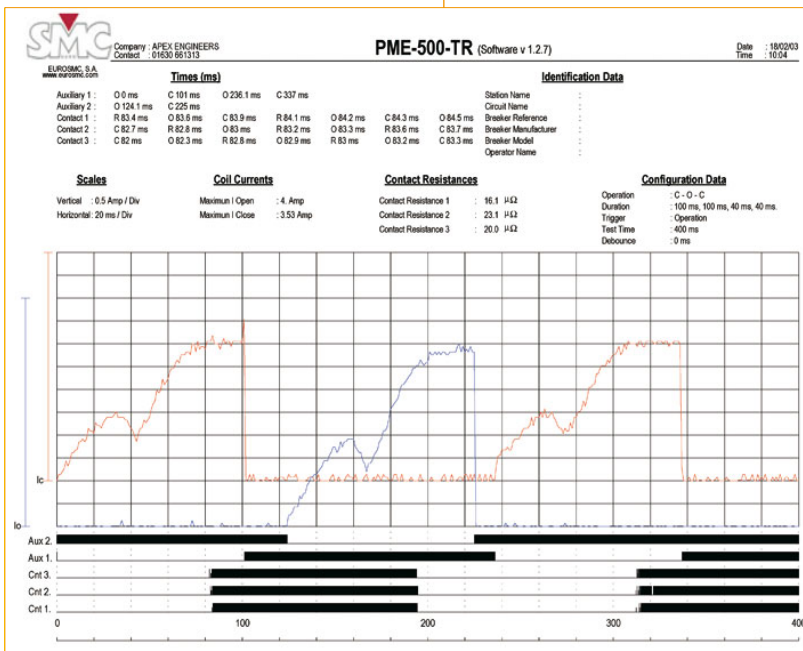 SMC
EUROSMC, S.A.
www.eurosmc.com
Company : APEX ENGINEERS
Contact : 01630 661313
PME-500-TR (Software v 1.2.7)
Date : 18/02/03
Time : 10:04
Times (ms)
Auxiliary 1 : O 0 ms C 101 ms O 236.1 ms C 337 ms
Auxiliary 2 : O 124.1 ms C 225 ms
Contact 1 : R 83.4 ms O 83.6 ms C 83.9 ms R 84.1 ms O 84.2 ms C 84.3 ms O 84.5 ms
Contact 2 : C 82.7 ms R 82.8 ms O 83 ms R 83.2 ms O 83.3 ms R 83.6 ms C 83.7 ms
Contact 3 : C 82 ms O 82.3 ms R 82.8 ms O 82.9 ms R 83 ms O 83.2 ms C 83.3 ms
Identification Data
Station Name :
Circuit Name :
Breaker Reference :
Breaker Manufacturer :
Breaker Model :
Operator Name :
Scales
Vertical : 0.5 Amp / Div
Horizontal : 20 ms / Div
Coil Currents
Maximun I Open : 4. Amp
Maximun I Close : 3.53 Amp
Contact Resistances
Contact Resistance 1 : 16.1 µΩ
Contact Resistance 2 : 23.1 µΩ
Contact Resistance 3 : 20.0 µΩ
Configuration Data
Operation : C - O - C
Duration : 100 ms, 100 ms, 40 ms, 40 ms.
Trigger : Operation
Test Time : 400 ms
Debounce : 0 ms
Ic
Io
Aux 2.
Aux 1.
Cnt 3.
Cnt 2.
Cnt 1.
0 100 200 300 400